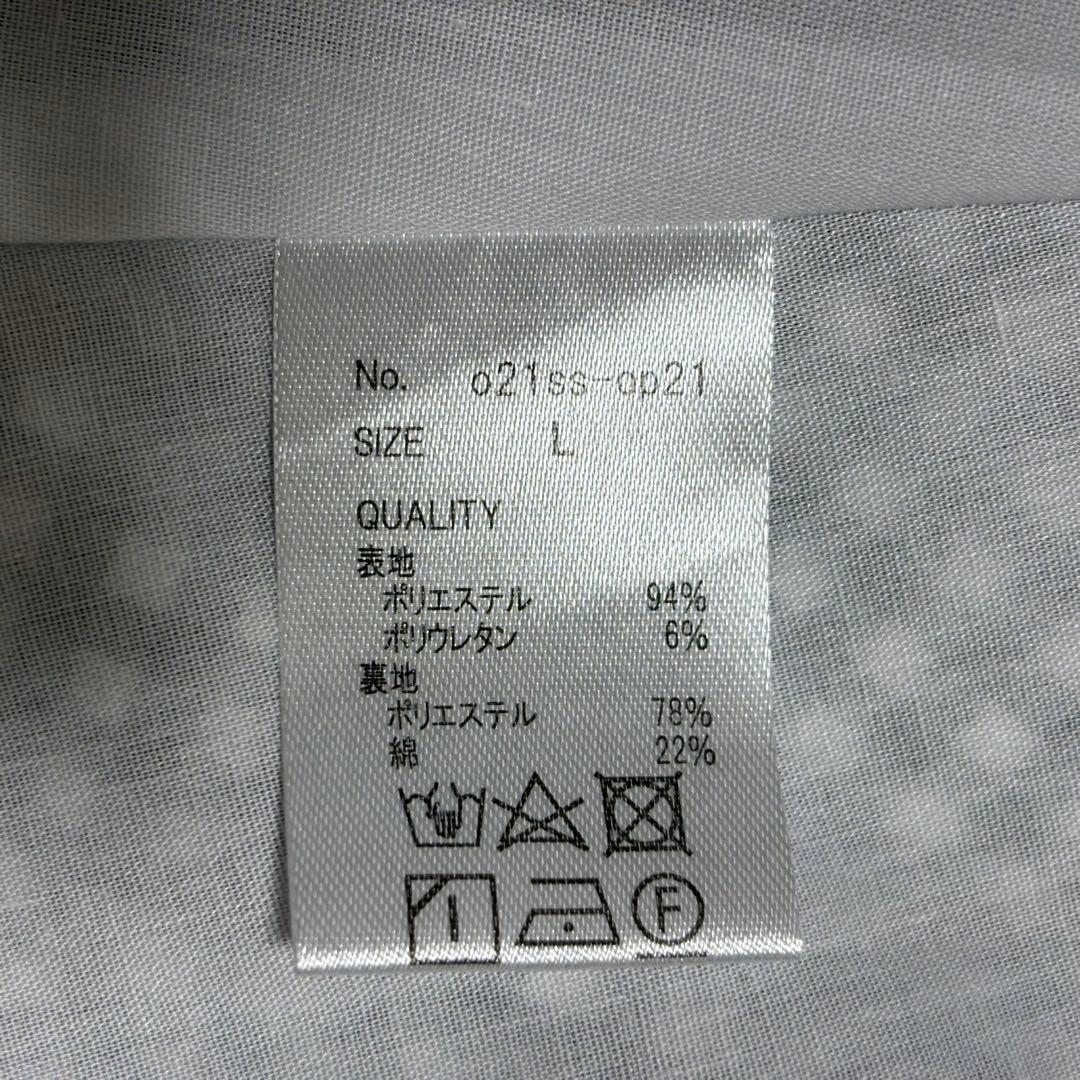 No. o21ss-op21
SIZE L
QUALITY
表地
ポリエステル 94%
ポリウレタン 6%
裏地
ポリエステル 78%
綿 22%
F